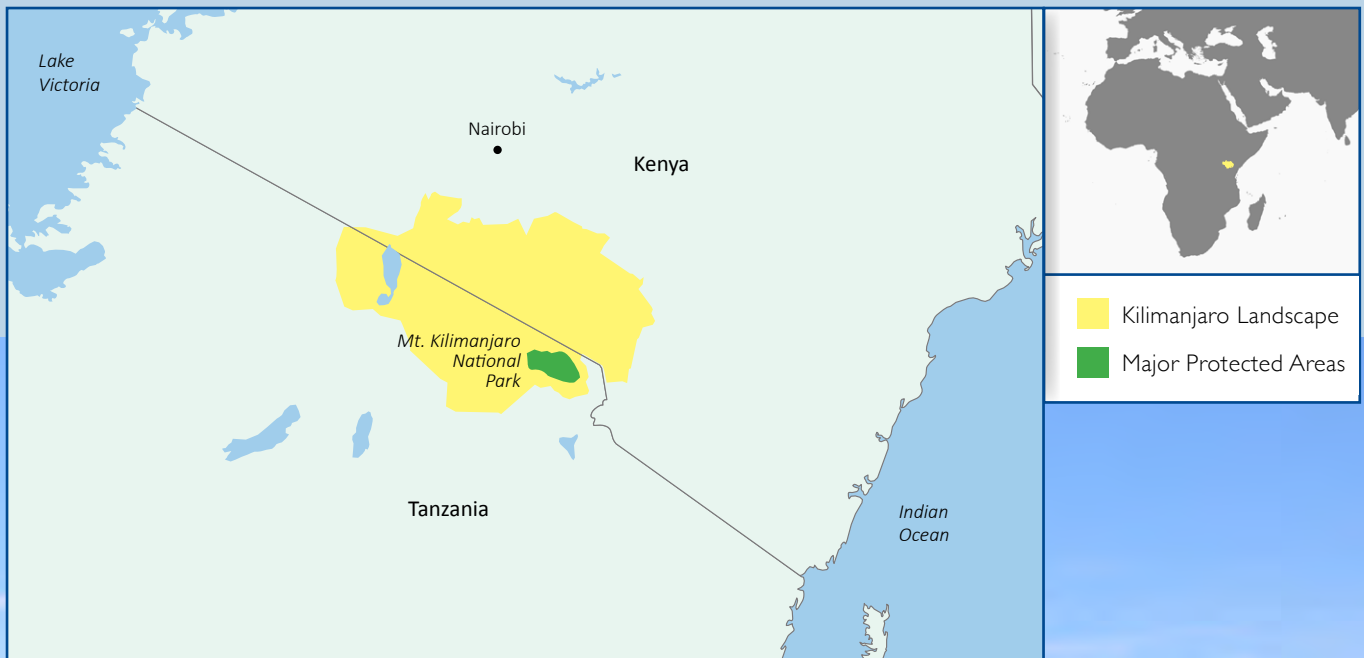 Lake
Victoria
Nairobi
Kenya
Mt. Kilimanjaro
National
Park
Tanzania
Indian
Ocean
Kilimanjaro Landscape
Major Protected Areas